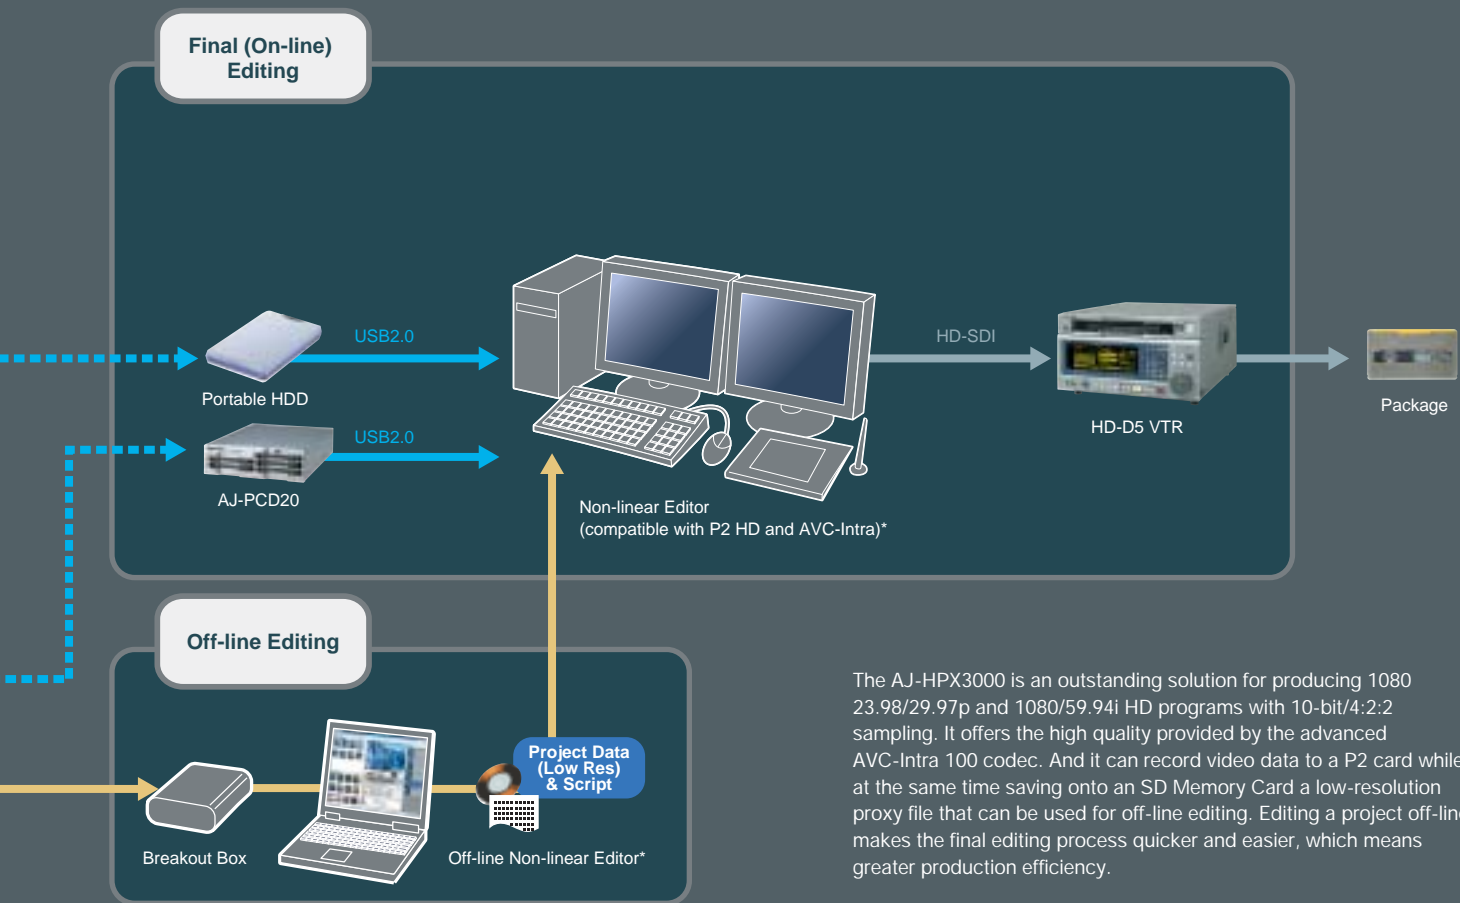 Final (On-line)
Editing
USB2.0
HD-SDI
Portable HDD
Package
HD-D5 VTR
USB2.0
AJ-PCD20
Non-linear Editor
(compatible with P2 HD and AVC-Intra)*
Off-line Editing
Project Data
(Low Res)
& Script
Breakout Box
Off-line Non-linear Editor*
The AJ-HPX3000 is an outstanding solution for producing 1080
23.98/29.97p and 1080/59.94i HD programs with 10-bit/4:2:2
sampling. It offers the high quality provided by the advanced
AVC-Intra 100 codec. And it can record video data to a P2 card while
at the same time saving onto an SD Memory Card a low-resolution
proxy file that can be used for off-line editing. Editing a project off-line
makes the final editing process quicker and easier, which means
greater production efficiency.